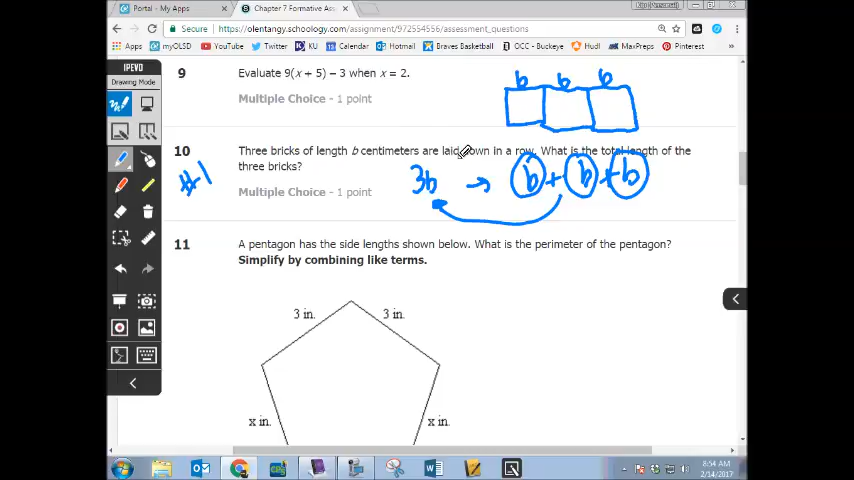 Portal - My Apps
Chapter 7 Formative Ass
Secure
https://olentangy.schoology.com/assignment/972554556/assessment_questions
Apps
myOLSD
YouTube
Twitter
KU
Calendar
Hotmail
Braves Basketball
OCC - Buckeye
Hudl
MaxPreps
Pinterest
IPEVO
Drawing
Mode
9
Evaluate 9(x + 5) – 3 when x = 2.
Multiple Choice - 1 point
b b b
10
Three bricks of length b centimeters are laid down in a row. What is the total length of the
three bricks?
#1
3b → b + b + b
Multiple Choice - 1 point
11
A pentagon has the side lengths shown below. What is the perimeter of the pentagon?
Simplify by combining like terms.
3 in.
3 in.
x in.
x in.
8:54 AM
2/14/2017